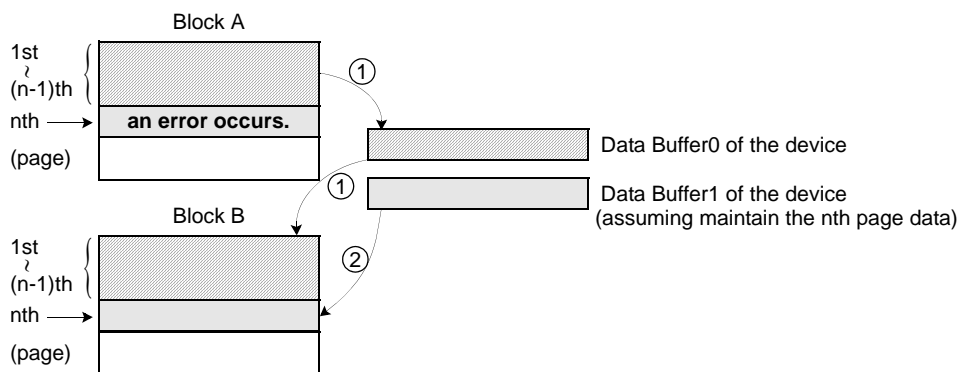 Block A
1st
~
(n-1)th
nth
(page)
an error occurs.
①
Data Buffer0 of the device
①
Data Buffer1 of the device
(assuming maintain the nth page data)
Block B
②
1st
~
(n-1)th
nth
(page)